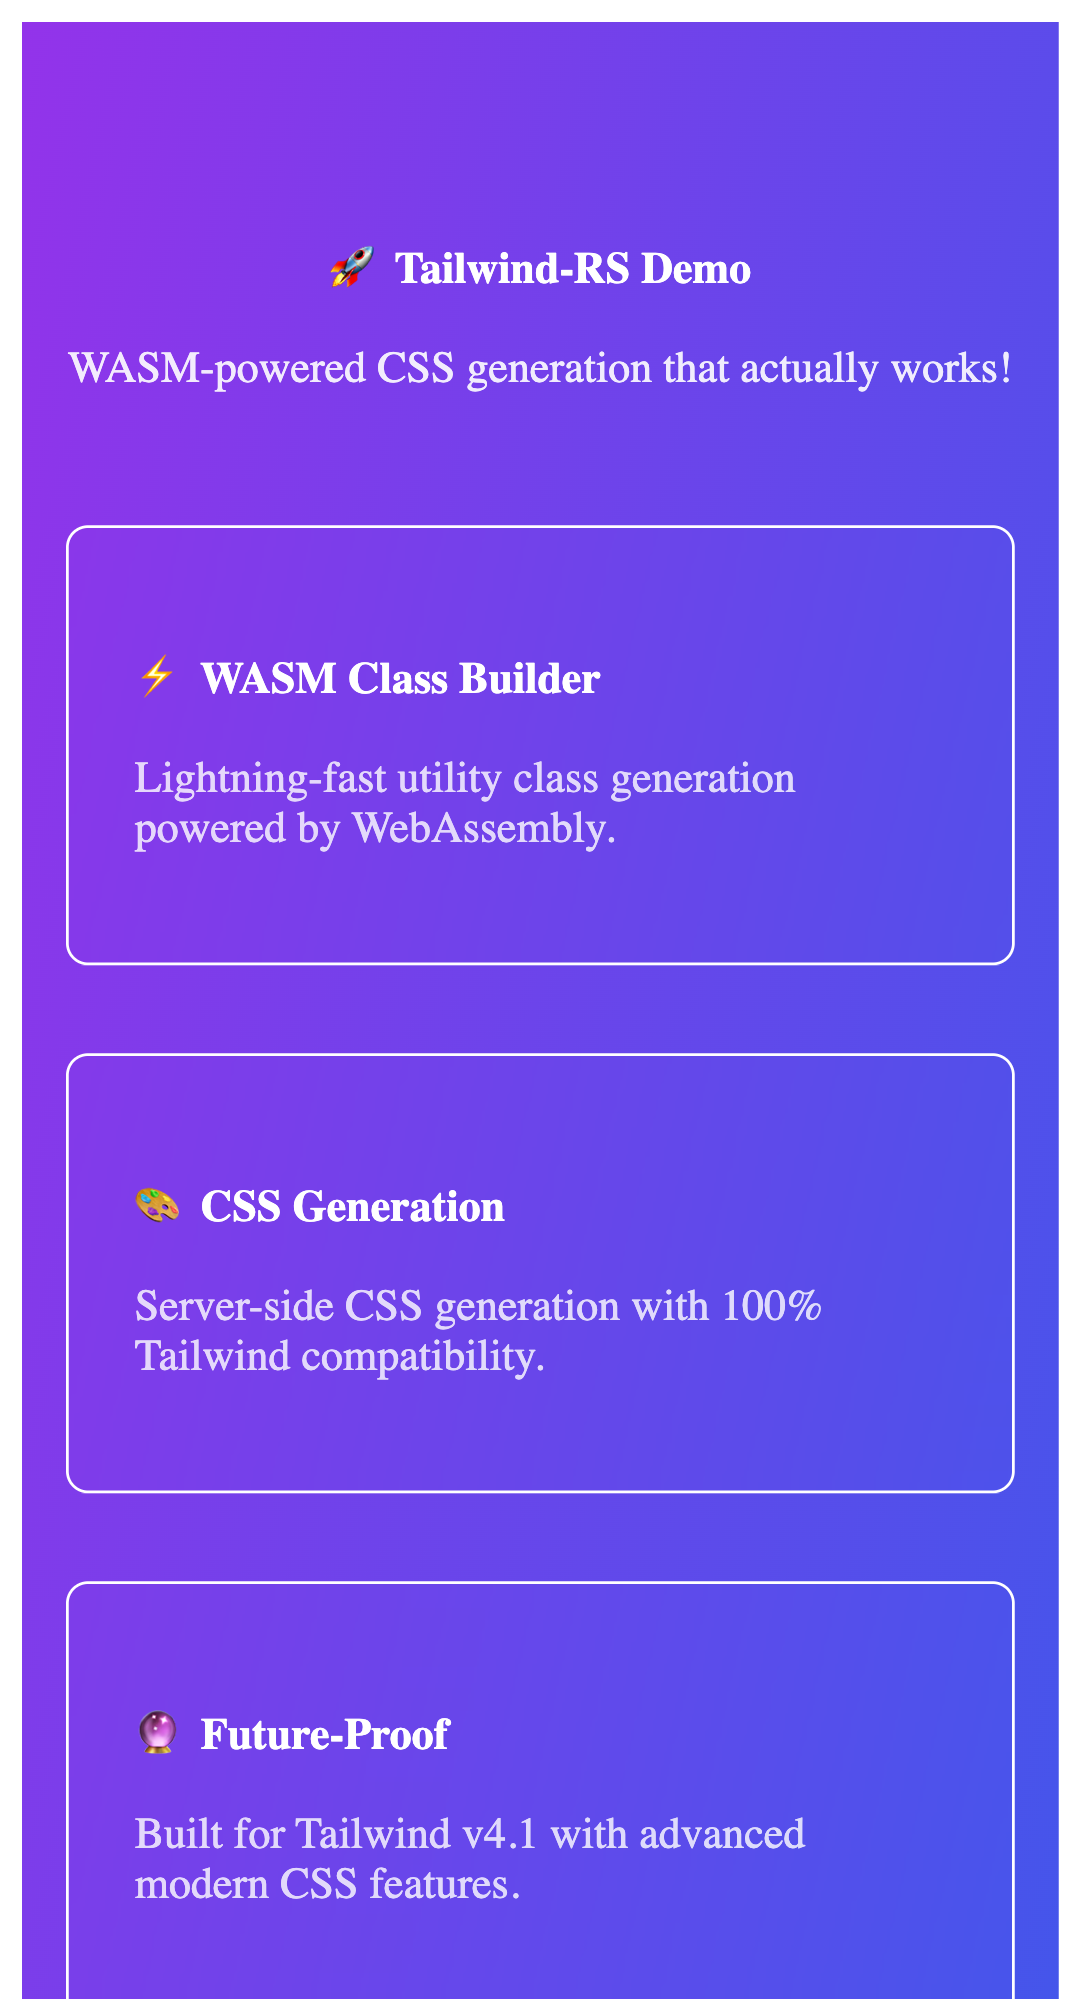 🚀 Tailwind-RS Demo
WASM-powered CSS generation that actually works!
⚡ WASM Class Builder
Lightning-fast utility class generation
powered by WebAssembly.
🎨 CSS Generation
Server-side CSS generation with 100%
Tailwind compatibility.
🔮 Future-Proof
Built for Tailwind v4.1 with advanced
modern CSS features.